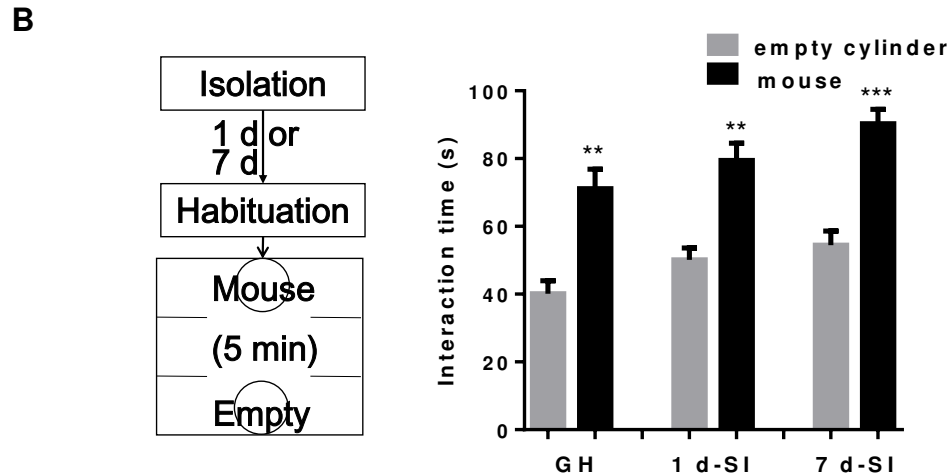 B
Isolation
1 d or
7 d
Habituation
Mouse
(5 min)
Empty
empty cylinder
mouse
Interaction time (s)
100
80
60
40
20
0
**
**
***
GH
1 d-SI
7 d-SI